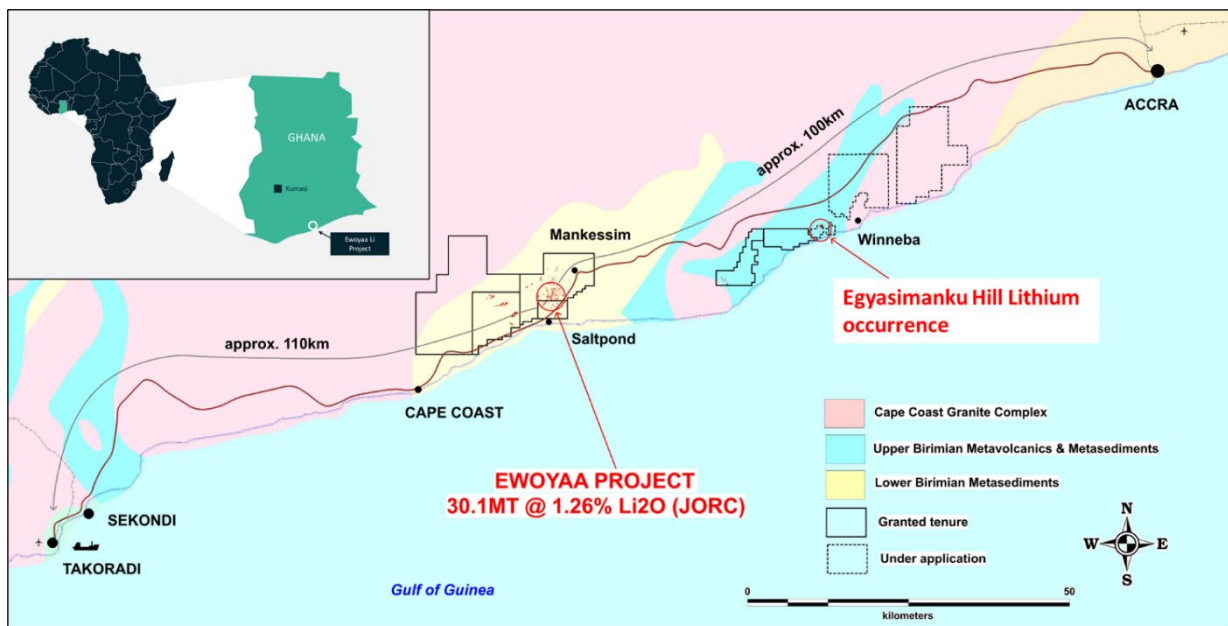 GHANA
Kumasi
Ewoyaa Li
Project
approx. 100km
ACCRA
Mankessim
Winneba
Egyasimanku Hill Lithium
occurrence
Saltpond
approx. 110km
CAPE COAST
EWOYAA PROJECT
30.1MT @ 1.26% Li2O (JORC)
SEKONDI
TAKORADI
Gulf of Guinea
Cape Coast Granite Complex
Upper Birimian Metavolcanics & Metasediments
Lower Birimian Metasediments
Granted tenure
Under application
N
W E
S
0 50
kilometers